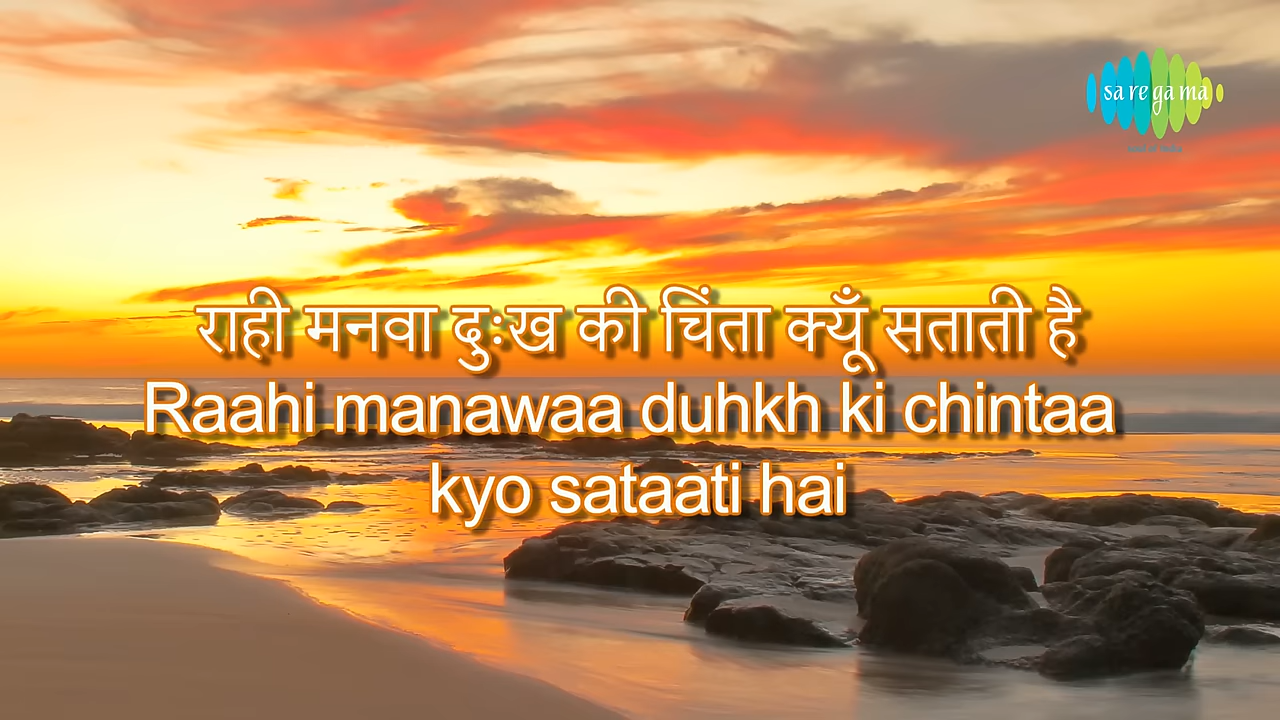 sa re ga ma
राही मनवा दुःख की चिंता क्यूँ सताती है
Raahi manawaa duhkh ki chintaa
kyo sataati hai